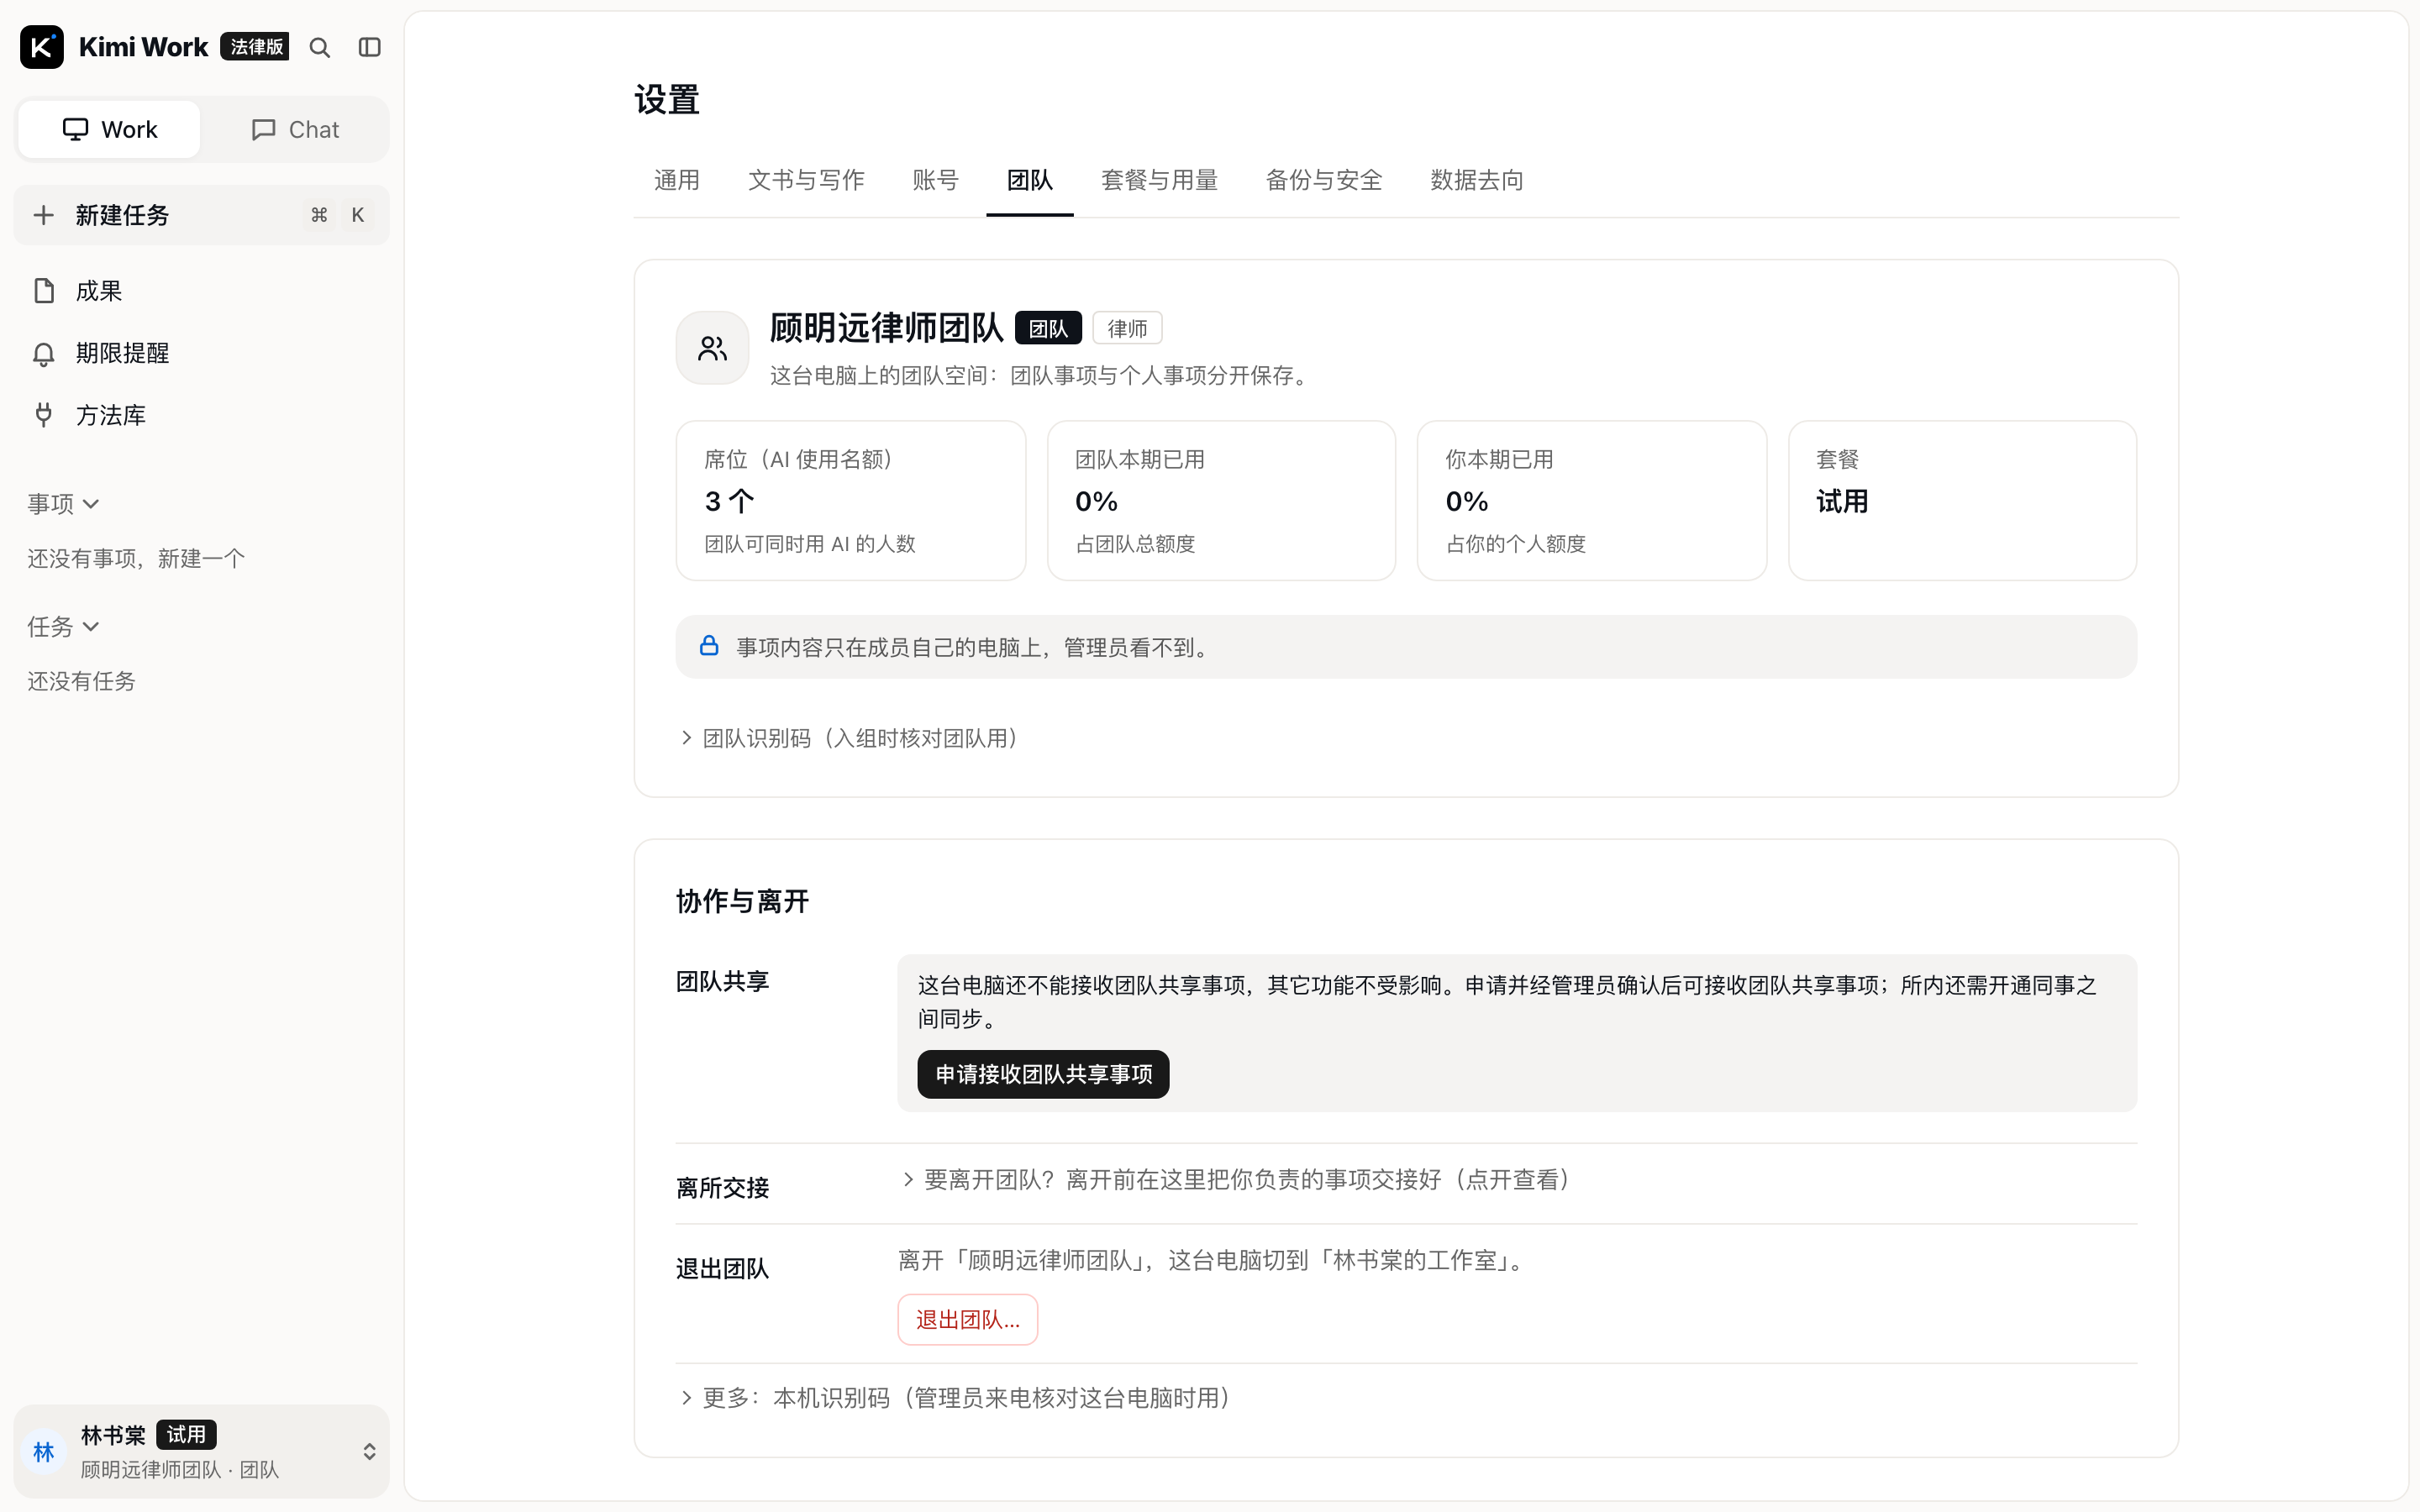 Kimi Work 法律版
Work
Chat
新建任务 ⌘ K
成果
期限提醒
方法库
事项
还没有事项，新建一个
任务
还没有任务
林 林书棠 试用
顾明远律师团队 · 团队
设置
通用 文书与写作 账号 团队 套餐与用量 备份与安全 数据去向
顾明远律师团队 团队 律师
这台电脑上的团队空间：团队事项与个人事项分开保存。
席位（AI 使用名额）
3 个
团队可同时用 AI 的人数
团队本期已用
0%
占团队总额度
你本期已用
0%
占你的个人额度
套餐
试用
事项内容只在成员自己的电脑上，管理员看不到。
团队识别码（入组时核对团队用）
协作与离开
团队共享
这台电脑还不能接收团队共享事项，其它功能不受影响。申请并经管理员确认后可接收团队共享事项；所内还需开通同事之
间同步。
申请接收团队共享事项
离所交接
要离开团队？离开前在这里把你负责的事项交接好（点开查看）
退出团队
离开「顾明远律师团队」，这台电脑切到「林书棠的工作室」。
退出团队...
更多：本机识别码（管理员来电核对这台电脑时用）